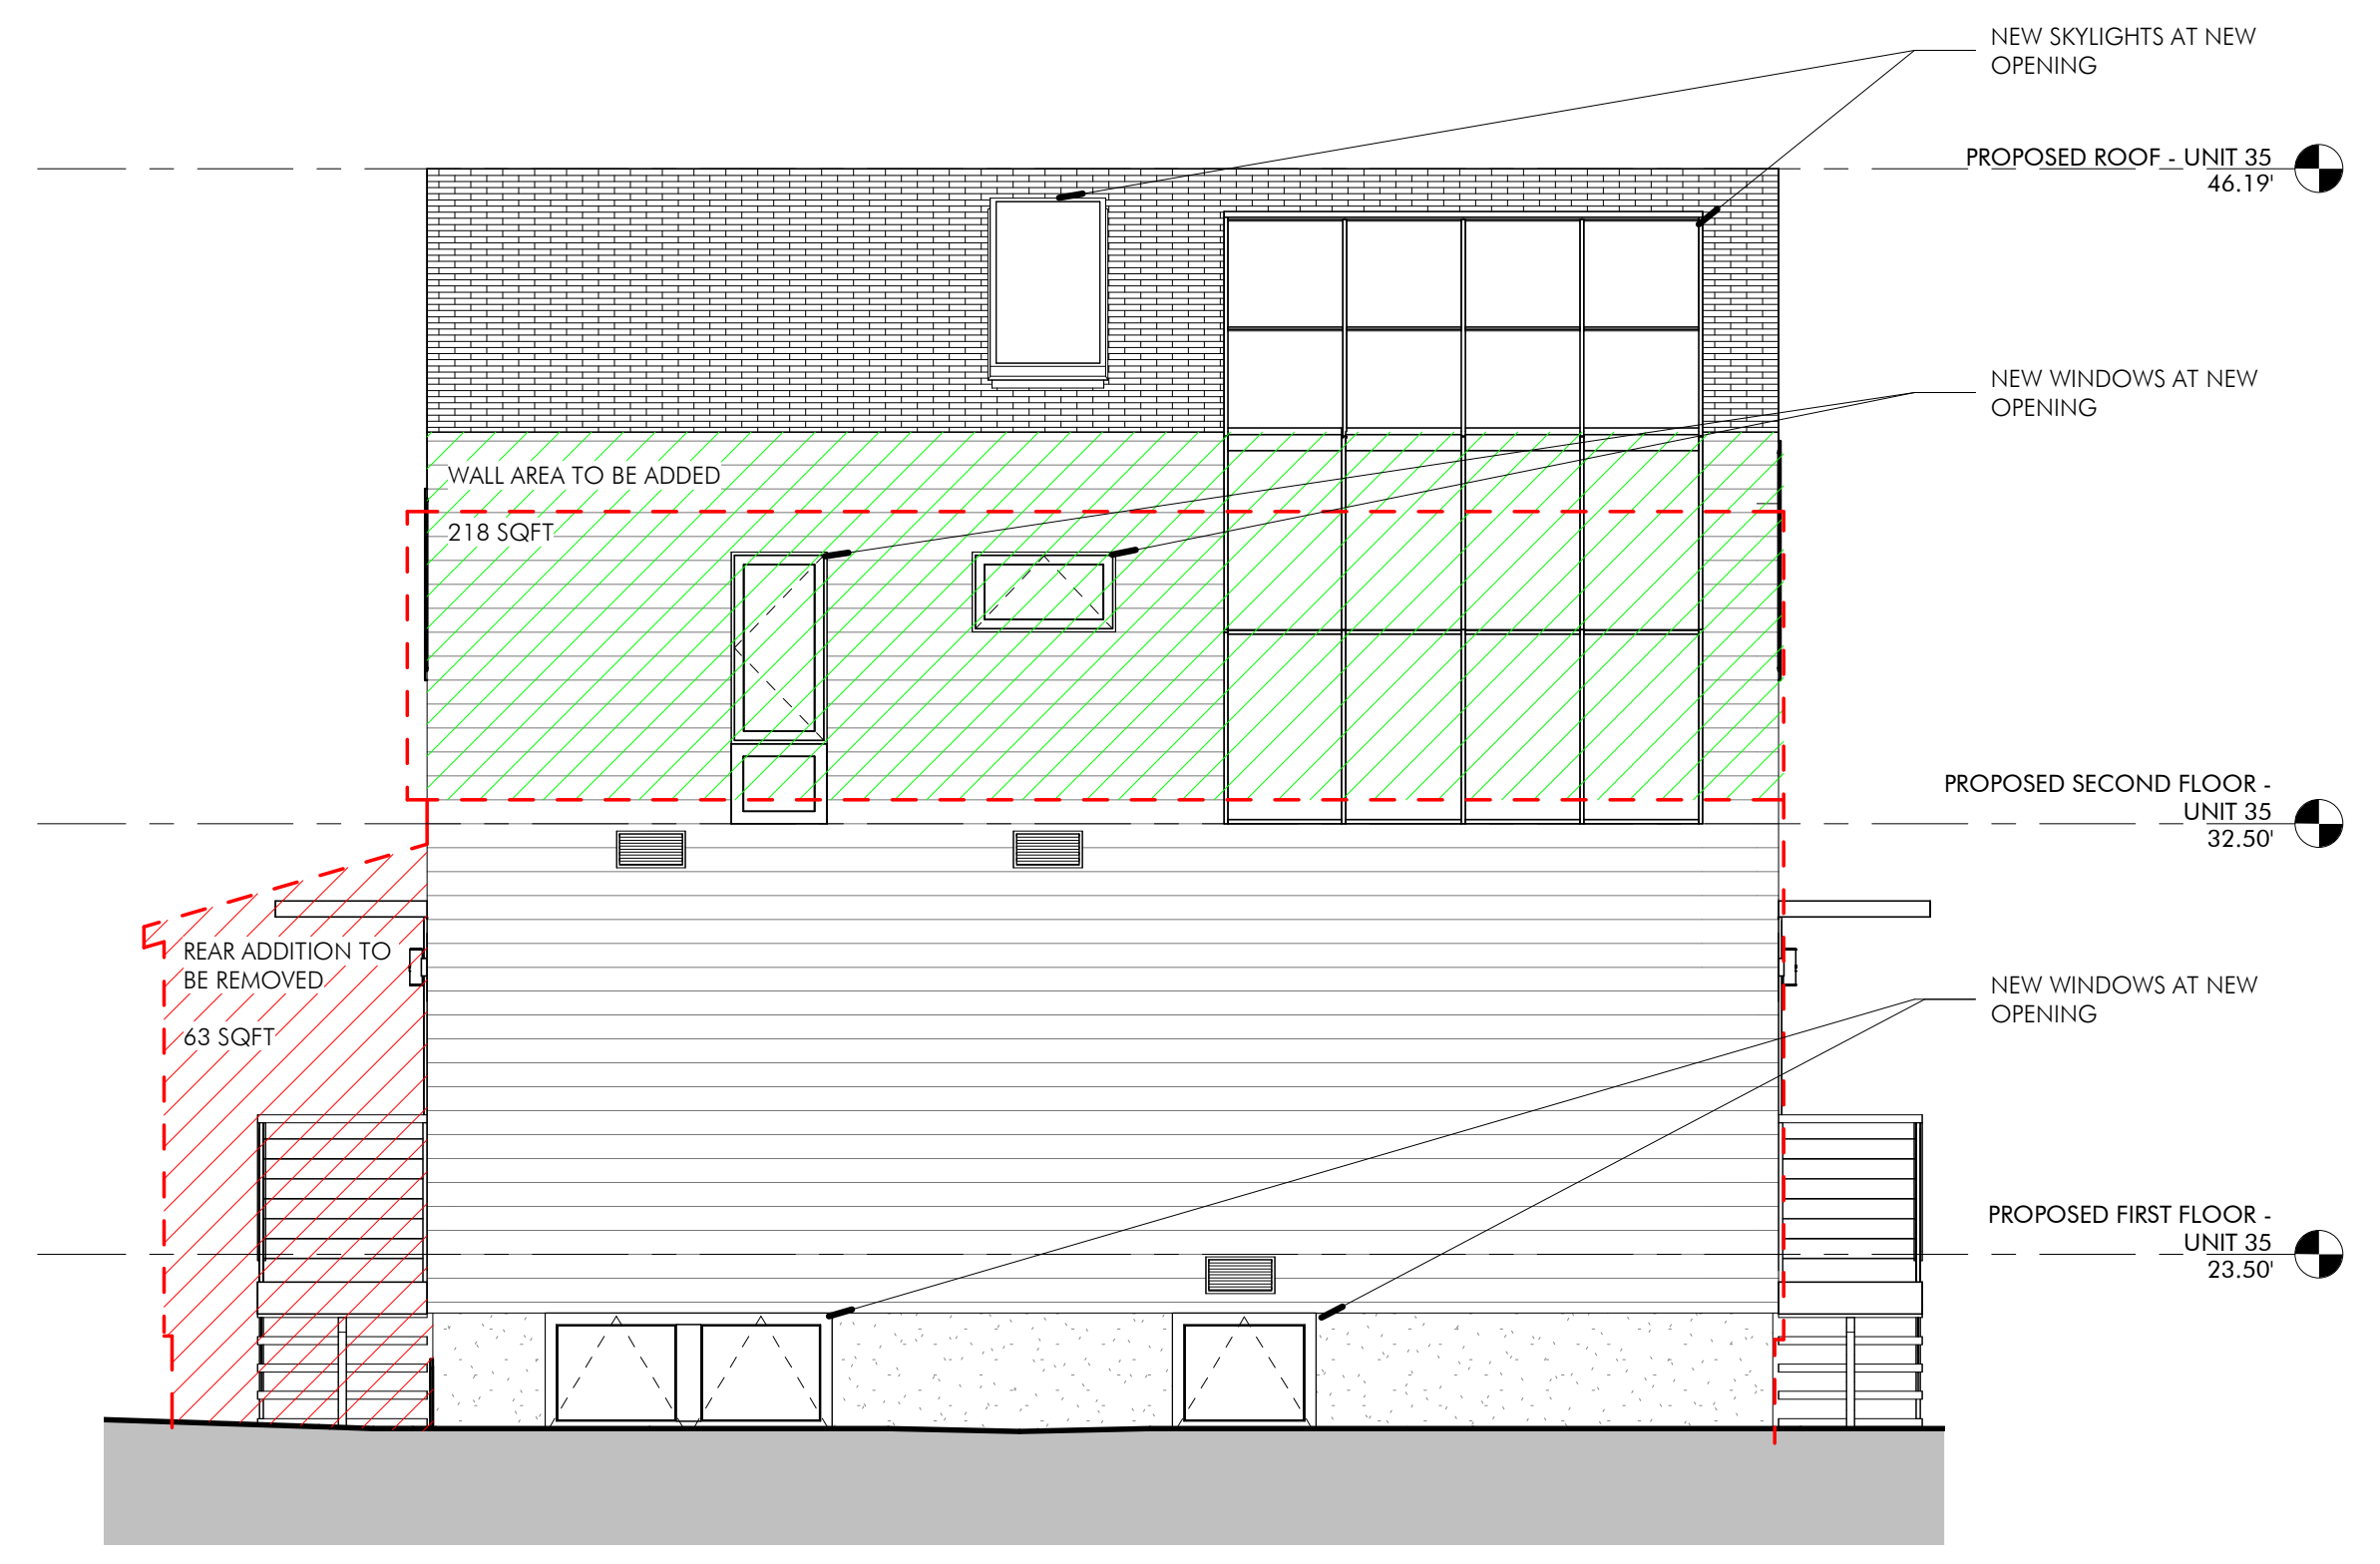 NEW SKYLIGHTS AT NEW
OPENING
PROPOSED ROOF - UNIT 35
46.19'
NEW WINDOWS AT NEW
OPENING
WALL AREA TO BE ADDED
218 SQFT
PROPOSED SECOND FLOOR -
UNIT 35
32.50'
REAR ADDITION TO
BE REMOVED
63 SQFT
NEW WINDOWS AT NEW
OPENING
PROPOSED FIRST FLOOR -
UNIT 35
23.50'